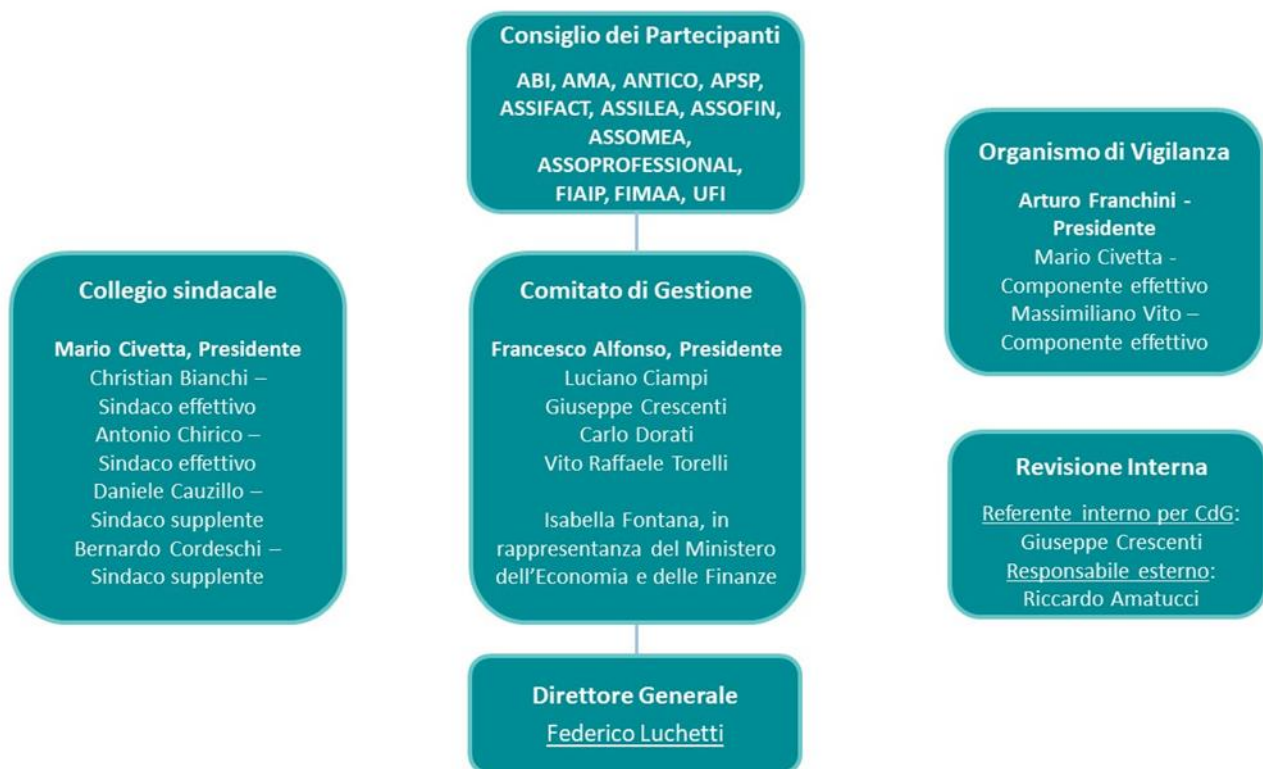 Consiglio dei Partecipanti
ABI, AMA, ANTICO, APSP,
ASSIFACT, ASSILEA, ASSOFIN,
ASSOMEA,
ASSOPROFESSIONAL,
FIAIP, FIMAA, UFI
Collegio sindacale
Mario Civetta, Presidente
Christian Bianchi –
Sindaco effettivo
Antonio Chirico –
Sindaco effettivo
Daniele Cauzillo –
Sindaco supplente
Bernardo Cordeschi –
Sindaco supplente
Comitato di Gestione
Francesco Alfonso, Presidente
Luciano Ciampi
Giuseppe Crescenti
Carlo Dorati
Vito Raffaele Torelli
Isabella Fontana, in
rappresentanza del Ministero
dell’Economia e delle Finanze
Organismo di Vigilanza
Arturo Franchini -
Presidente
Mario Civetta -
Componente effettivo
Massimiliano Vito –
Componente effettivo
Revisione Interna
Referente interno per CdG:
Giuseppe Crescenti
Responsabile esterno:
Riccardo Amatucci
Direttore Generale
Federico Luchetti